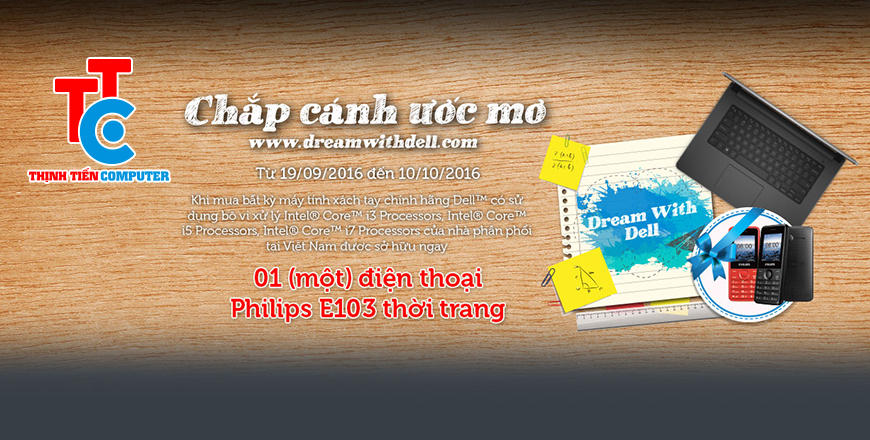 TTC
THỊNH TIẾN COMPUTER
Chắp cánh ước mơ
www.dreamwithdell.com
Từ 19/09/2016 đến 10/10/2016
Khi mua bất kỳ máy tính xách tay chính hãng Dell™ có sử
dụng bộ vi xử lý Intel® Core™ i3 Processors, Intel® Core™
i5 Processors, Intel® Core™ i7 Processors của nhà phân phối
tại Việt Nam được sở hữu ngay
01 (một) điện thoại
Philips E103 thời trang
Dream With
Dell
PHILIPS
PHILIPS